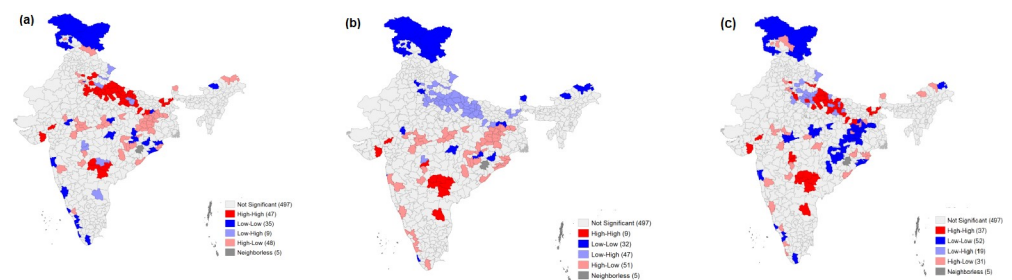 (a)
Not Significant (497)
High-High (47)
Low-Low (35)
Low-High (9)
High-Low (48)
Neighborless (5)
(b)
Not Significant (497)
High-High (9)
Low-Low (32)
Low-High (47)
High-Low (51)
Neighborless (5)
(c)
Not Significant (497)
High-High (37)
Low-Low (52)
Low-High (19)
High-Low (31)
Neighborless (5)